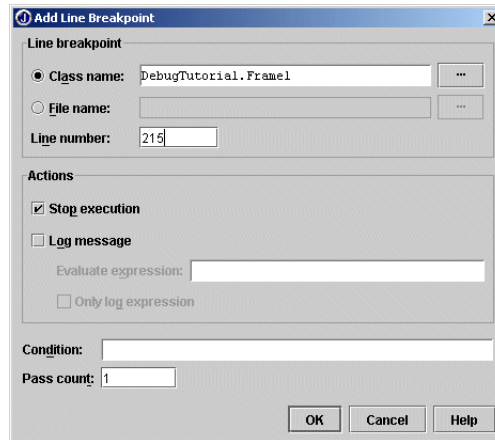 Add Line Breakpoint
Line breakpoint
Class name: DebugTutorial.Frame1 ...
File name: ...
Line number: 215
Actions
Stop execution
Log message
Evaluate expression:
Only log expression
Condition:
Pass count: 1
OK Cancel Help